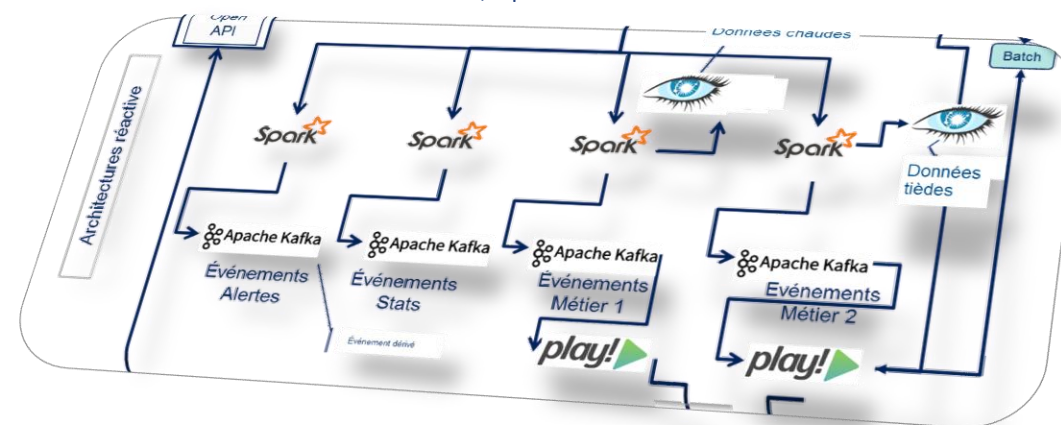 Open
API
Données chaudes
Batch
Architectures réactive
Spark
Spark
Spark
Spark
Données
tièdes
Apache Kafka
Événements
Alertes
Apache Kafka
Événements
Stats
Apache Kafka
Événements
Métier 1
Apache Kafka
Evénements
Métier 2
Événement dérivé
play!
play!